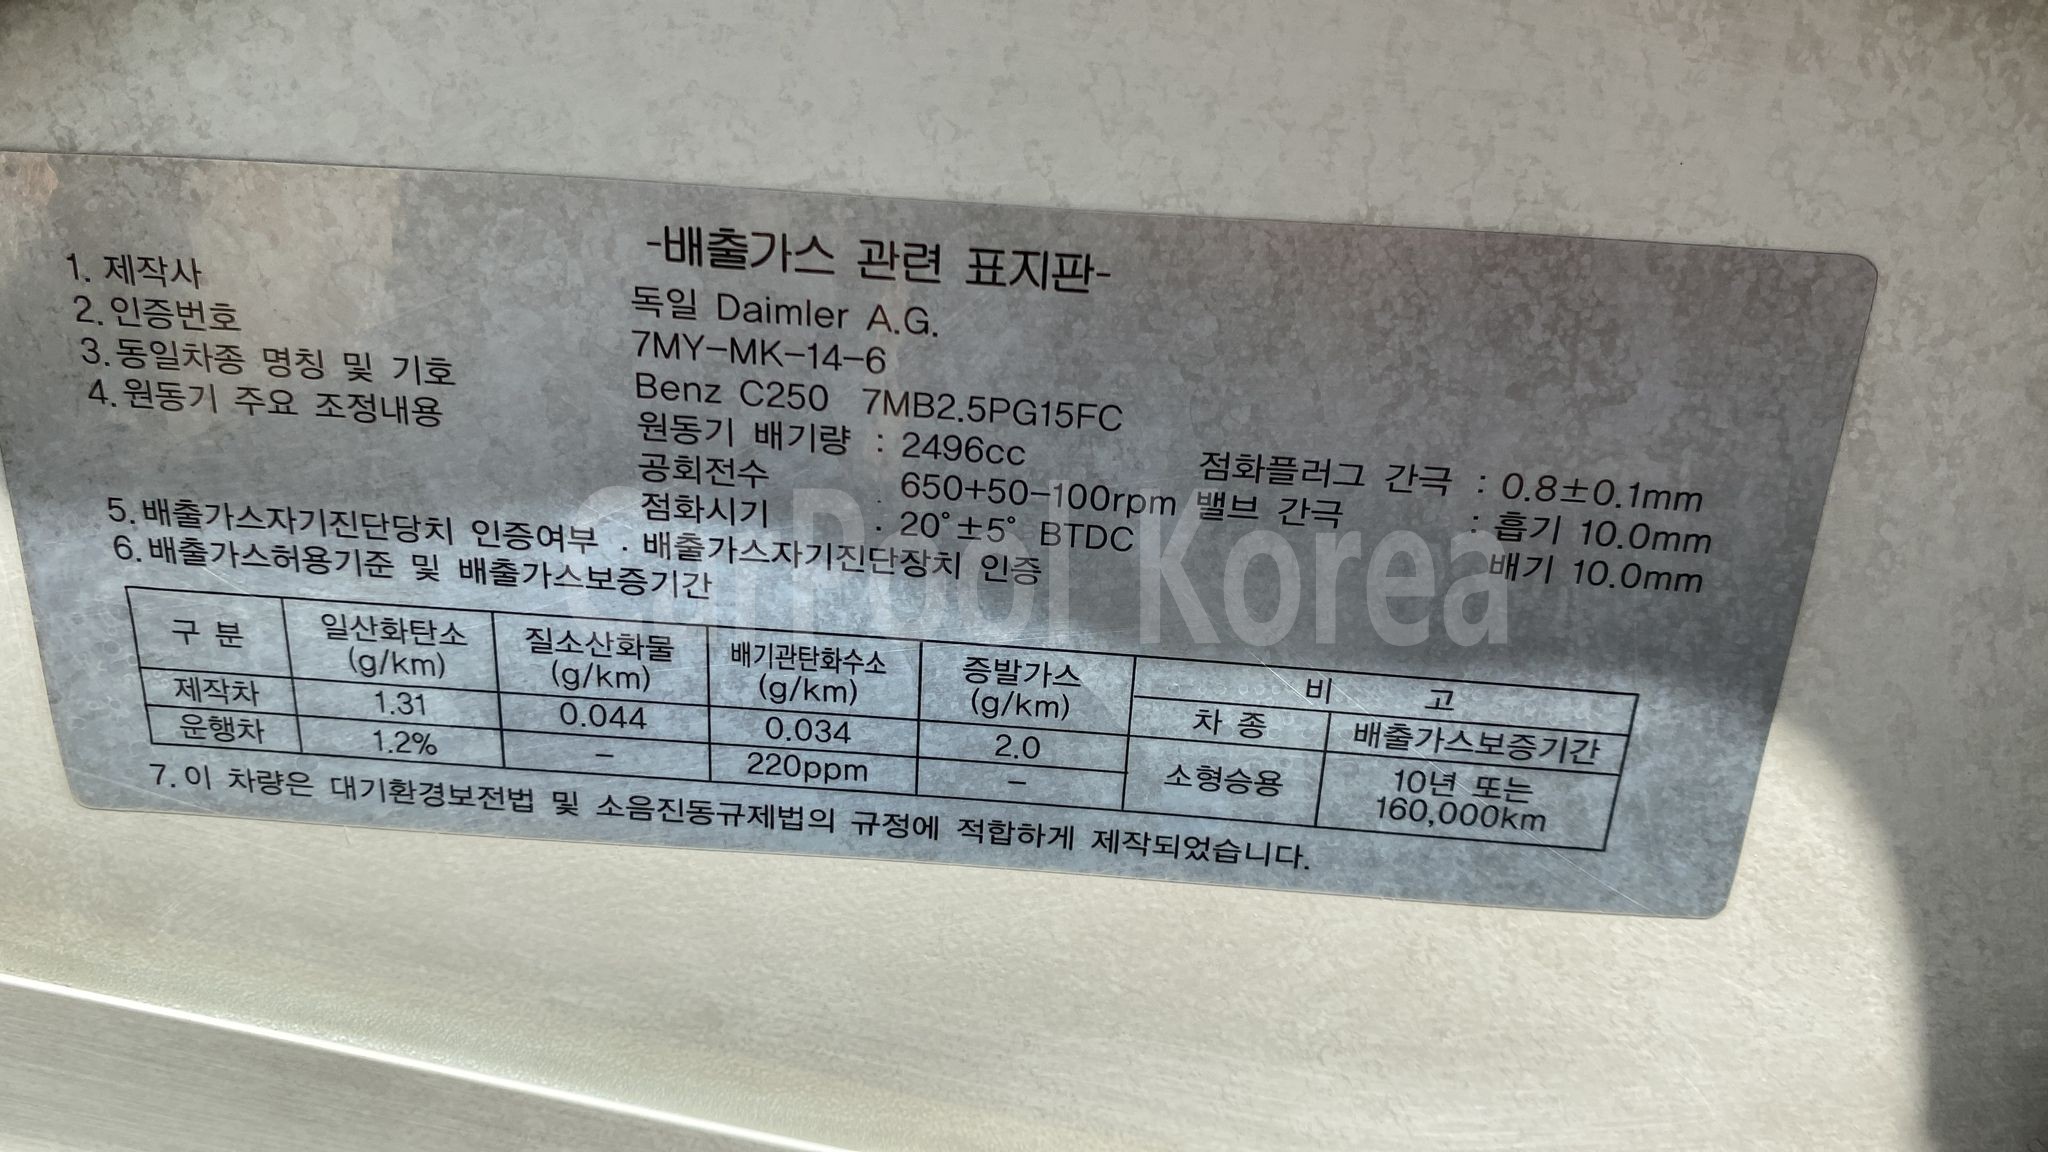 -배출가스 관련 표지판-
1. 제작사 독일 Daimler A.G.
2. 인증번호 7MY-MK-14-6
3. 동일차종 명칭 및 기호 Benz C250 7MB2.5PG15FC
4. 원동기 주요 조정내용 원동기 배기량 : 2496cc 점화플러그 간극 : 0.8±0.1mm
공회전수 650+50-100rpm 밸브 간극 : 흡기 10.0mm
점화시기 : 20°±5° BTDC 배기 10.0mm
5. 배출가스자기진단당치 인증여부 : 배출가스자기진단장치 인증
6. 배출가스허용기준 및 배출가스보증기간
구 분 일산화탄소 (g/km) 질소산화물 (g/km) 배기관탄화수소 (g/km) 증발가스 (g/km) 비 고
차 종 배출가스보증기간
제작차 1.31 0.044 0.034 2.0 소형승용 10년 또는 160,000km
운행차 1.2% - 220ppm -
7. 이 차량은 대기환경보전법 및 소음진동규제법의 규정에 적합하게 제작되었습니다.
CarPool Korea